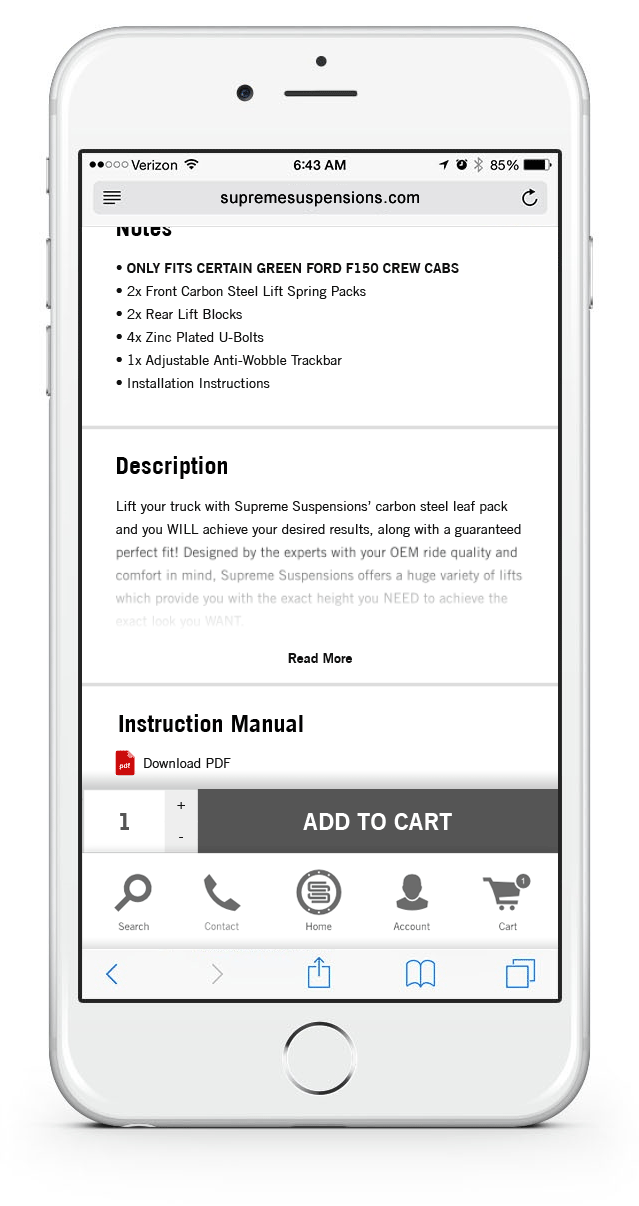 Verizon 6:43 AM 85%
supremesuspensions.com
Notes
• ONLY FITS CERTAIN GREEN FORD F150 CREW CABS
• 2x Front Carbon Steel Lift Spring Packs
• 2x Rear Lift Blocks
• 4x Zinc Plated U-Bolts
• 1x Adjustable Anti-Wobble Trackbar
• Installation Instructions
Description
Lift your truck with Supreme Suspensions’ carbon steel leaf pack
and you WILL achieve your desired results, along with a guaranteed
perfect fit! Designed by the experts with your OEM ride quality and
comfort in mind, Supreme Suspensions offers a huge variety of lifts
which provide you with the exact height you NEED to achieve the
exact look you WANT.
Read More
Instruction Manual
pdf Download PDF
1 + - ADD TO CART
1
Search Contact Home Account Cart